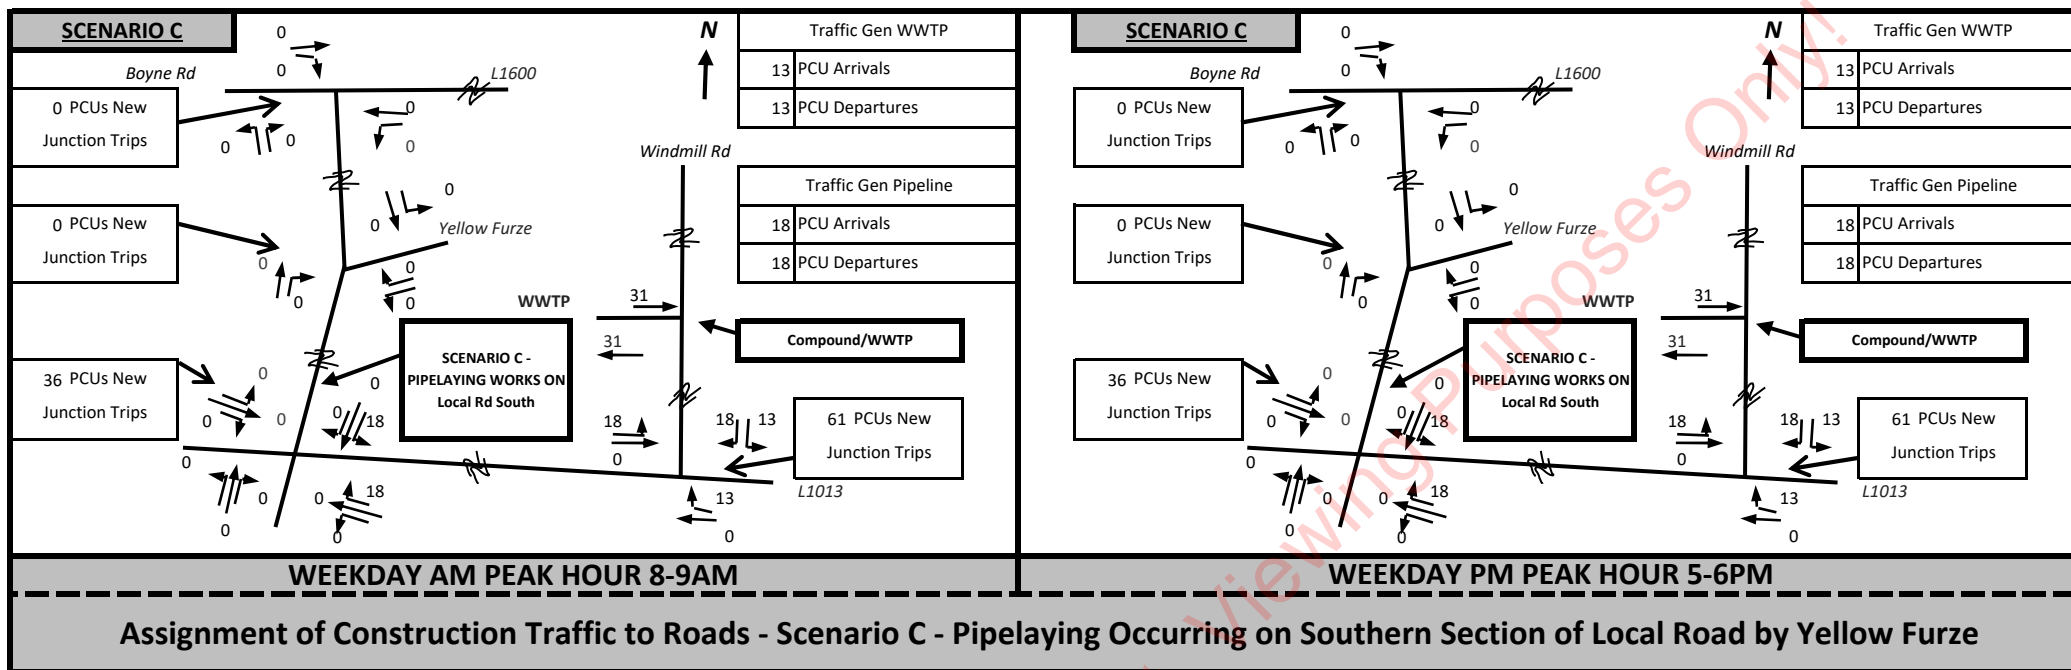 SCENARIO C
0
0
N
Boyne Rd
L1600
0 PCUs New
Junction Trips
0
0
0
0
Traffic Gen WWTP
13 PCU Arrivals
13 PCU Departures
Windmill Rd
0
0
Yellow Furze
Traffic Gen Pipeline
18 PCU Arrivals
18 PCU Departures
0 PCUs New
Junction Trips
0
0
0
0
WWTP
31
31
Compound/WWTP
SCENARIO C -
PIPELAYING WORKS ON
Local Rd South
36 PCUs New
Junction Trips
0
0
0
0
18
0
18
0
18 13
61 PCUs New
Junction Trips
0
0
0
0 18
0
13
0
L1013
WEEKDAY AM PEAK HOUR 8-9AM
SCENARIO C
0
0
N
Boyne Rd
L1600
0 PCUs New
Junction Trips
0
0
0
0
Traffic Gen WWTP
13 PCU Arrivals
13 PCU Departures
Windmill Rd
0
0
Yellow Furze
Traffic Gen Pipeline
18 PCU Arrivals
18 PCU Departures
0 PCUs New
Junction Trips
0
0
0
0
WWTP
31
31
Compound/WWTP
SCENARIO C -
PIPELAYING WORKS ON
Local Rd South
36 PCUs New
Junction Trips
0
0
0
0
18
0
18
0
18 13
61 PCUs New
Junction Trips
0
0
0
0 18
0
13
0
L1013
WEEKDAY PM PEAK HOUR 5-6PM
Viewing Purposes Only!
Assignment of Construction Traffic to Roads - Scenario C - Pipelaying Occurring on Southern Section of Local Road by Yellow Furze